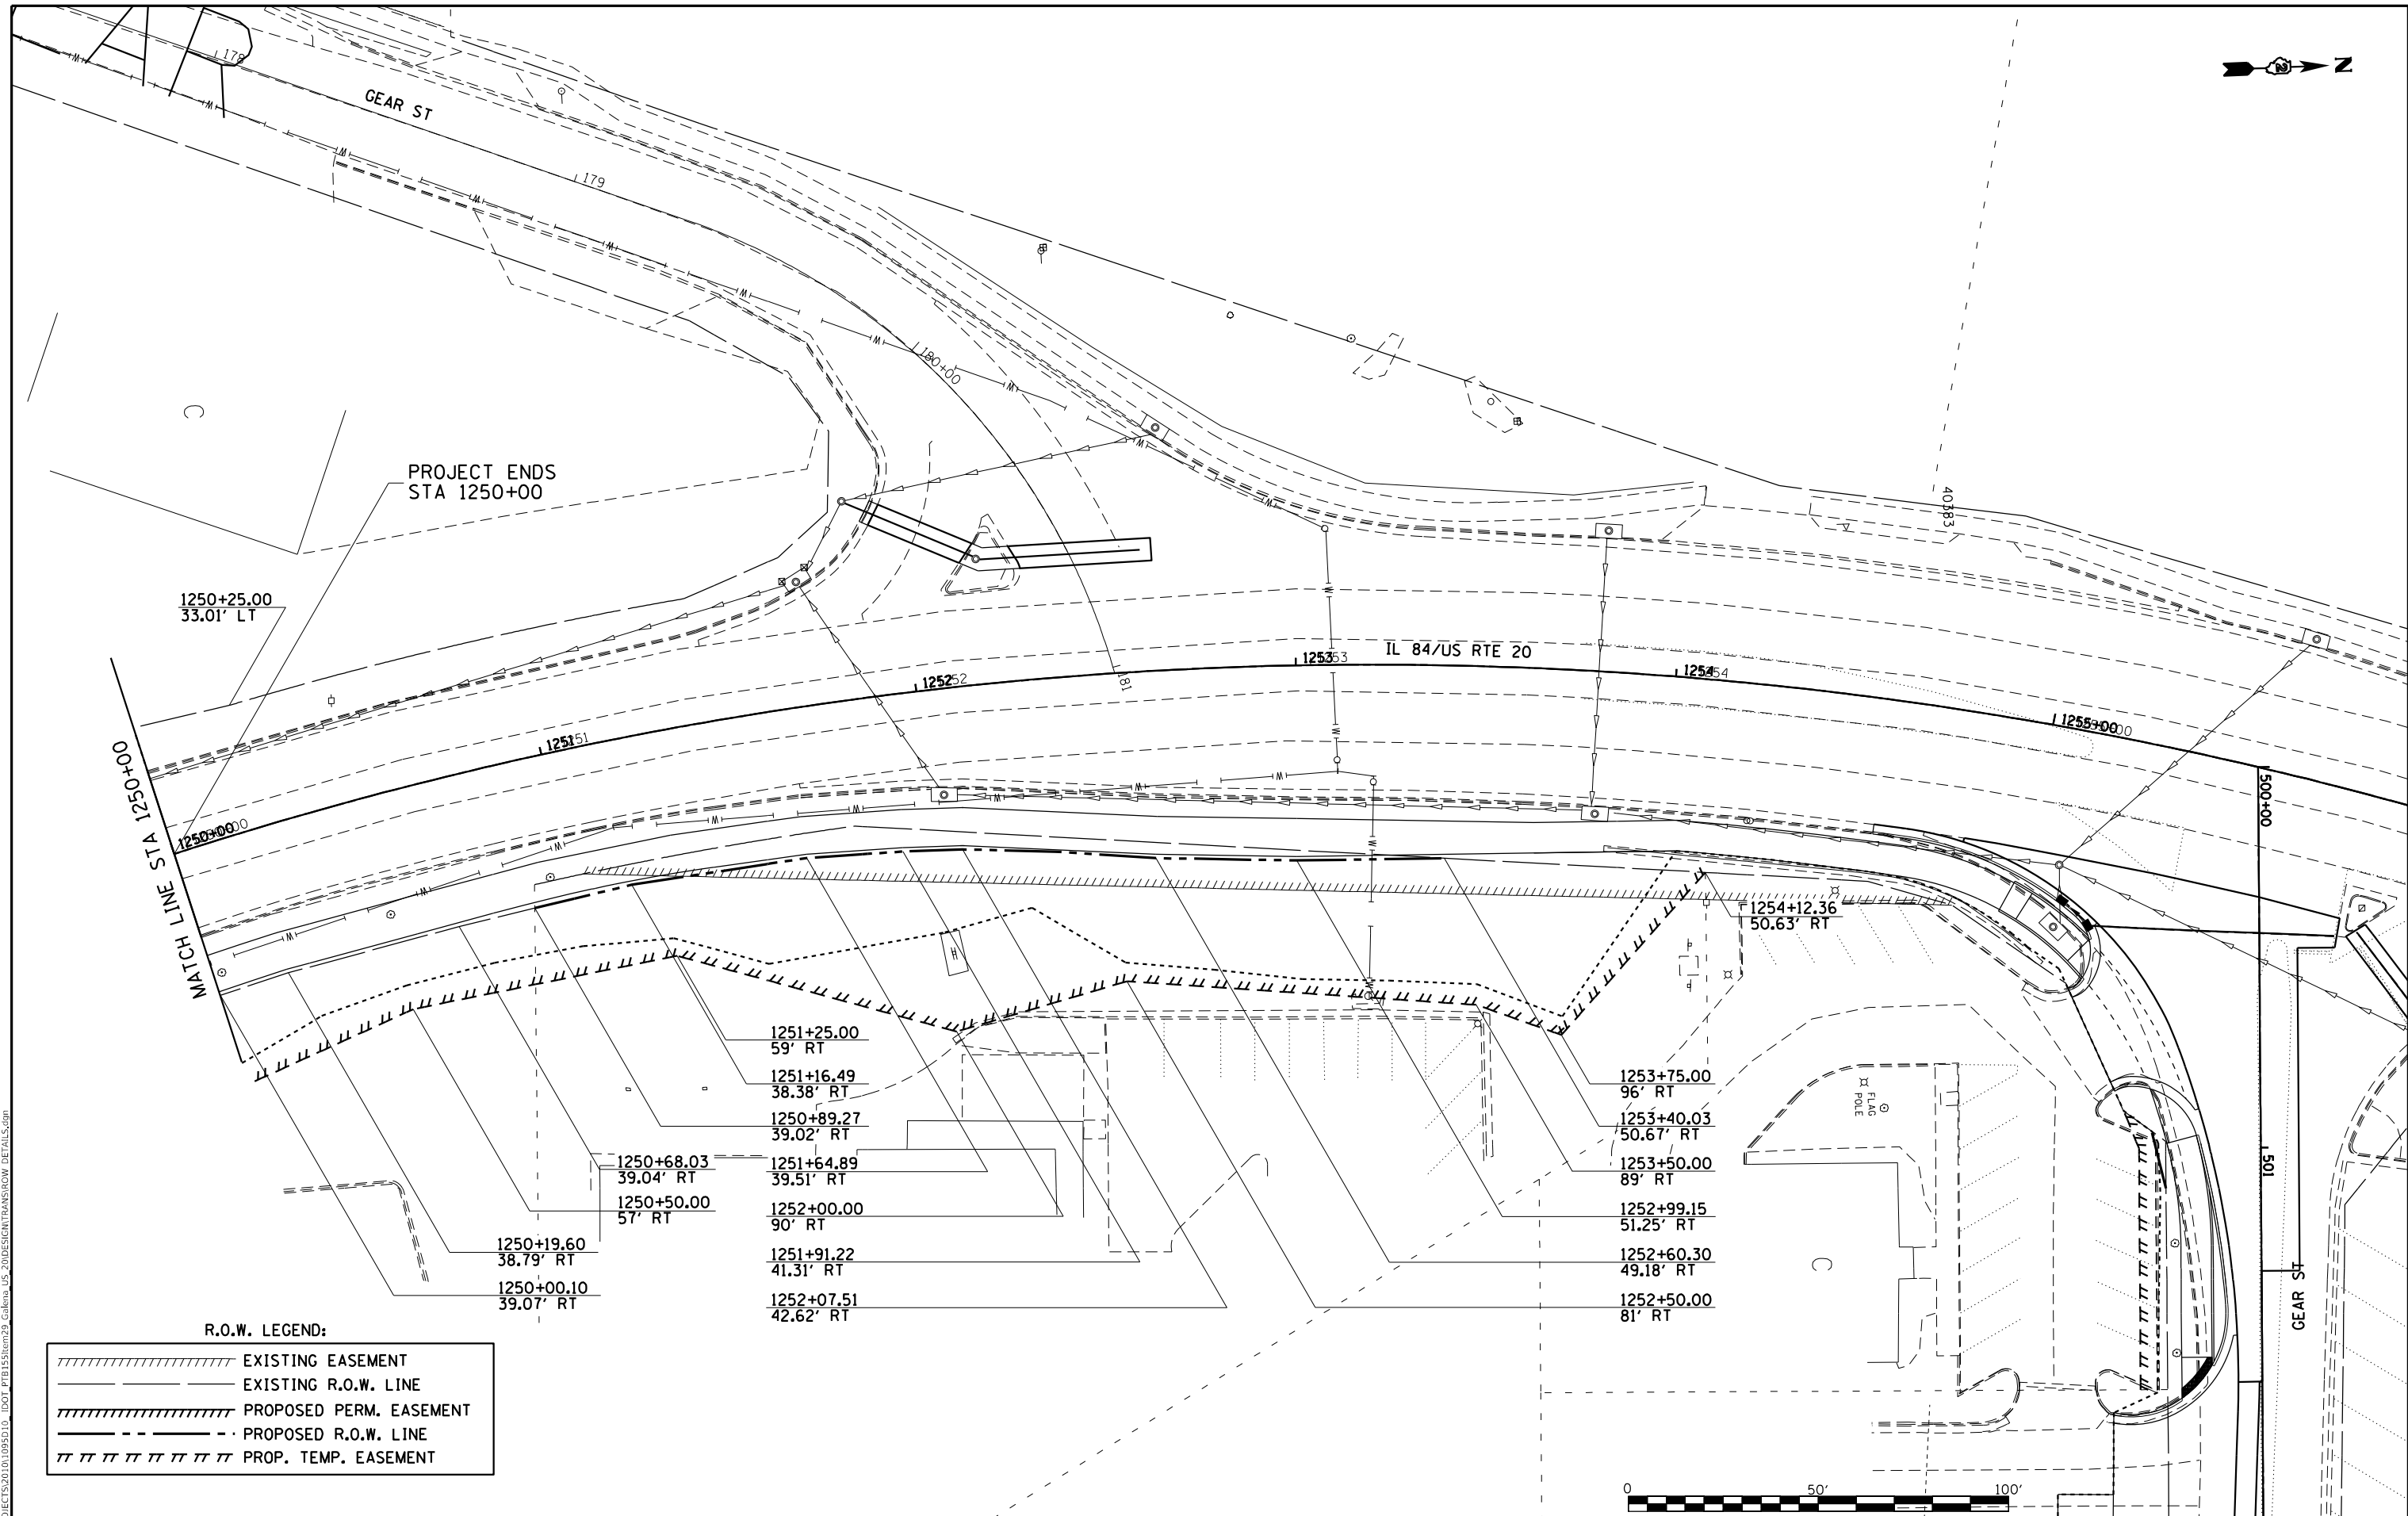 178
GEAR ST
N
179
180+00
40383
PROJECT ENDS
STA 1250+00
1250+25.00
33.01' LT
IL 84/US RTE 20
1253
1254
1252
181
1251
1255+00
MATCH LINE STA 1250+00
1250+00
500+00
1254+12.36
50.63' RT
1251+25.00
59' RT
1251+16.49
38.38' RT
1250+89.27
39.02' RT
1250+68.03
39.04' RT
1251+64.89
39.51' RT
1250+50.00
57' RT
1252+00.00
90' RT
1250+19.60
38.79' RT
1251+91.22
41.31' RT
1250+00.10
39.07' RT
1252+07.51
42.62' RT
1253+75.00
96' RT
1253+40.03
50.67' RT
1253+50.00
89' RT
1252+99.15
51.25' RT
1252+60.30
49.18' RT
1252+50.00
81' RT
FLAG
POLE
501
GEAR ST
R.O.W. LEGEND:
EXISTING EASEMENT
EXISTING R.O.W. LINE
PROPOSED PERM. EASEMENT
PROPOSED R.O.W. LINE
PROP. TEMP. EASEMENT
0 50' 100'